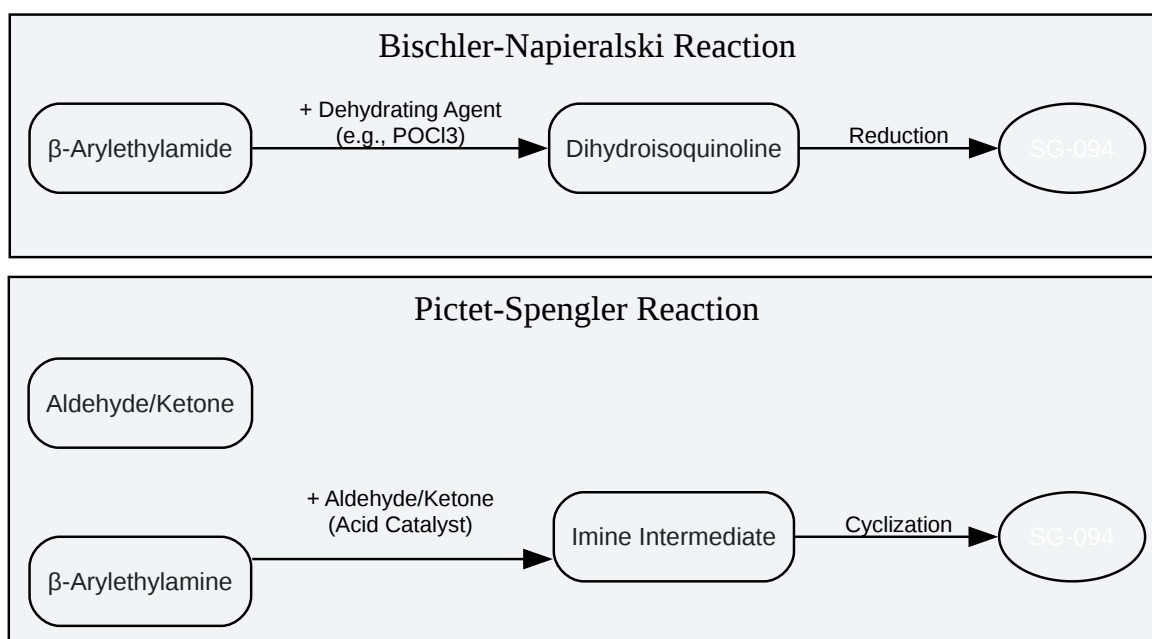 Bischler-Napieralski Reaction
β-Arylethylamide
+ Dehydrating Agent
(e.g., POCl3)
Dihydroisoquinoline
Reduction
SG-094
Pictet-Spengler Reaction
Aldehyde/Ketone
β-Arylethylamine
+ Aldehyde/Ketone
(Acid Catalyst)
Imine Intermediate
Cyclization
SG-094